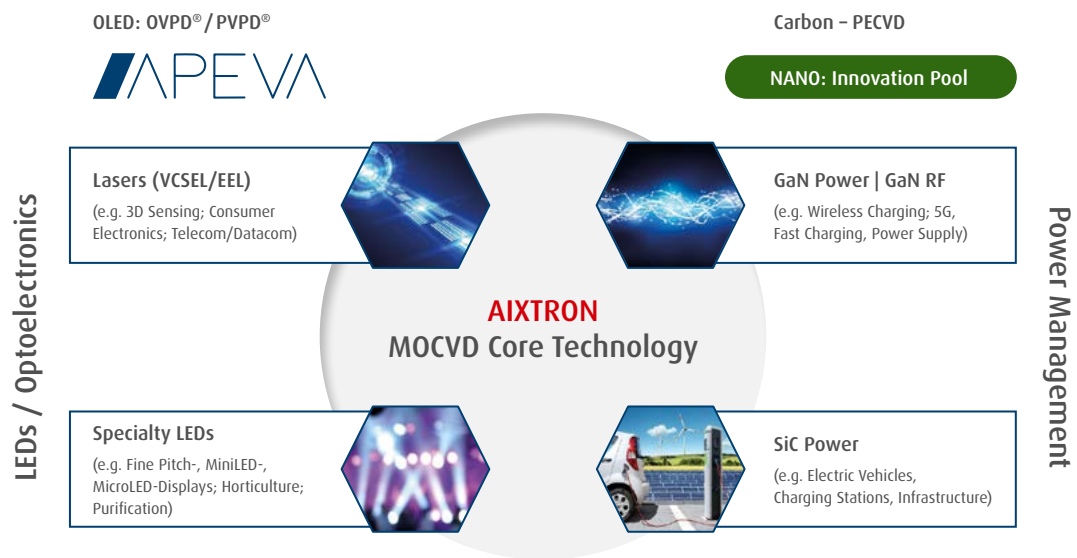 OLED: OVPD®/PVPD®
APEVA
Carbon – PECVD
NANO: Innovation Pool
LEDs / Optoelectronics
Lasers (VCSEL/EEL)
(e.g. 3D Sensing; Consumer
Electronics; Telecom/Datacom)
GaN Power | GaN RF
(e.g. Wireless Charging; 5G,
Fast Charging, Power Supply)
Power Management
AIXTRON
MOCVD Core Technology
Specialty LEDs
(e.g. Fine Pitch-, MiniLED-,
MicroLED-Displays; Horticulture;
Purification)
SiC Power
(e.g. Electric Vehicles,
Charging Stations, Infrastructure)